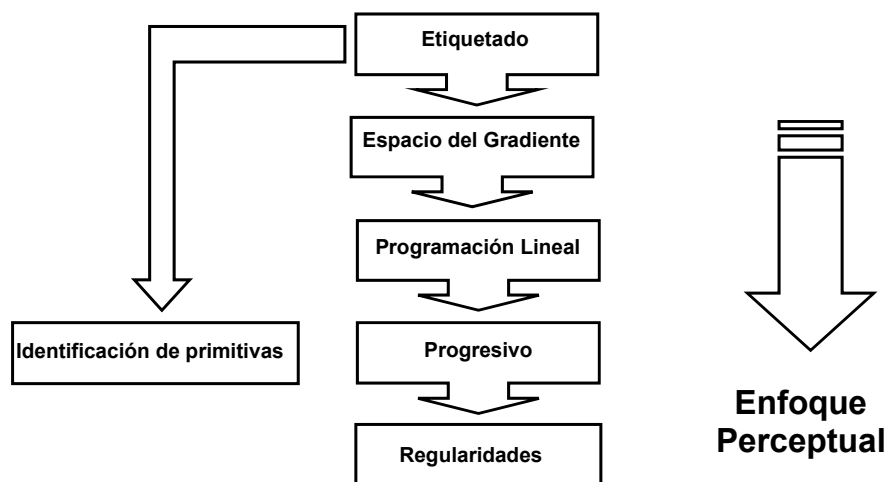 Etiquetado
Espacio del Gradiente
Programación Lineal
Identificación de primitivas
Progresivo
Regularidades
Enfoque
Perceptual